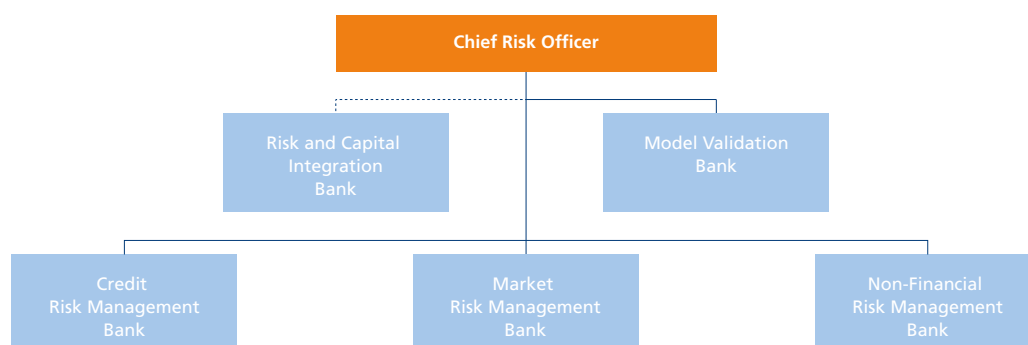 Chief Risk Officer
Risk and Capital
Integration
Bank
Model Validation
Bank
Credit
Risk Management
Bank
Market
Risk Management
Bank
Non-Financial
Risk Management
Bank